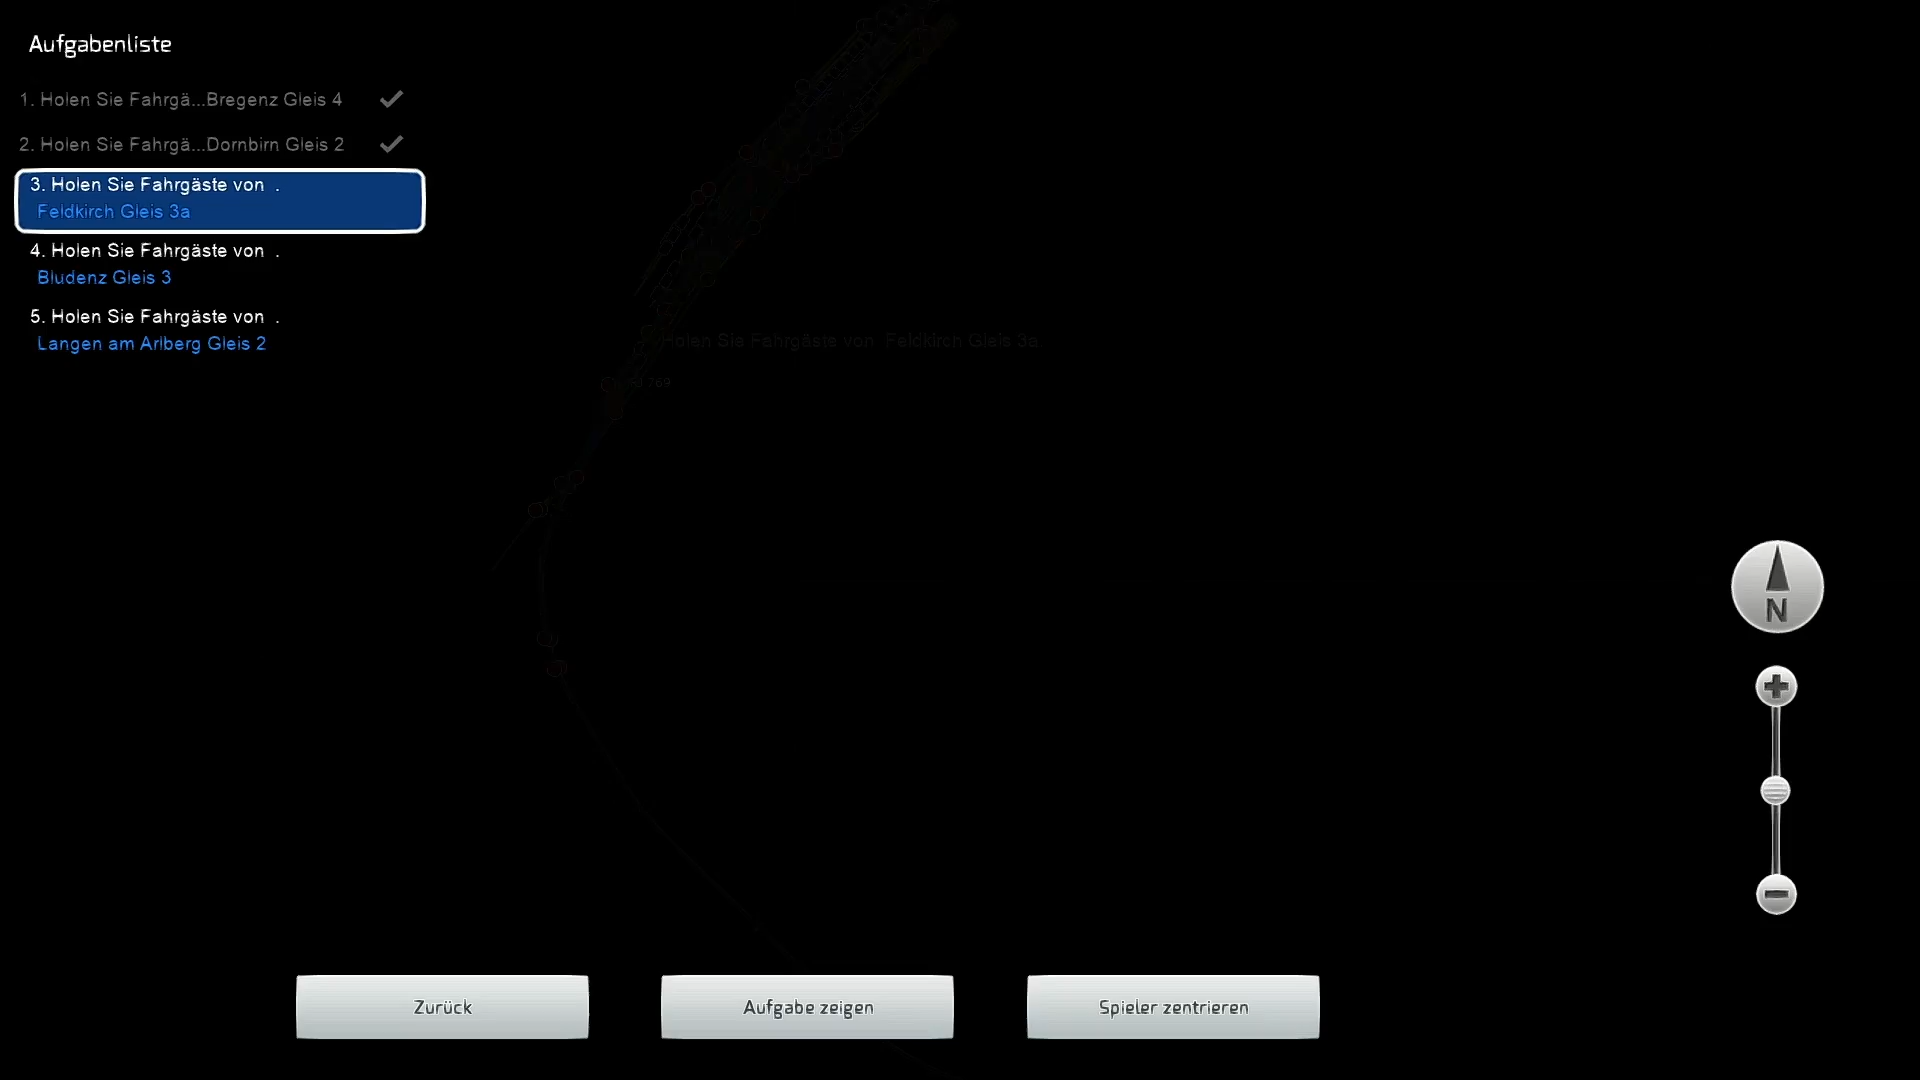 Aufgabenliste
1. Holen Sie Fahrgä...Bregenz Gleis 4
2. Holen Sie Fahrgä...Dornbirn Gleis 2
3. Holen Sie Fahrgäste von .
Feldkirch Gleis 3a
4. Holen Sie Fahrgäste von .
Bludenz Gleis 3
5. Holen Sie Fahrgäste von .
Langen am Arlberg Gleis 2
Holen Sie Fahrgäste von Feldkirch Gleis 3a
N
Zurück
Aufgabe zeigen
Spieler zentrieren